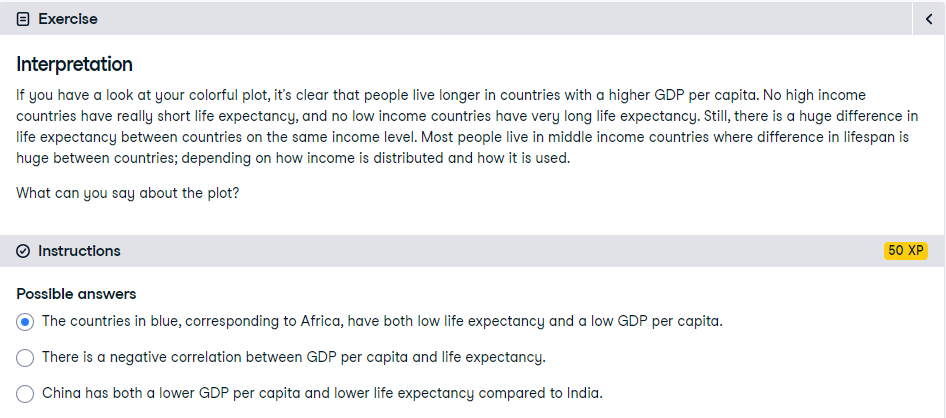 Exercise
Interpretation
If you have a look at your colorful plot, it's clear that people live longer in countries with a higher GDP per capita. No high income
countries have really short life expectancy, and no low income countries have very long life expectancy. Still, there is a huge difference in
life expectancy between countries on the same income level. Most people live in middle income countries where difference in lifespan is
huge between countries; depending on how income is distributed and how it is used.
What can you say about the plot?
Instructions
50 XP
Possible answers
The countries in blue, corresponding to Africa, have both low life expectancy and a low GDP per capita.
There is a negative correlation between GDP per capita and life expectancy.
China has both a lower GDP per capita and lower life expectancy compared to India.